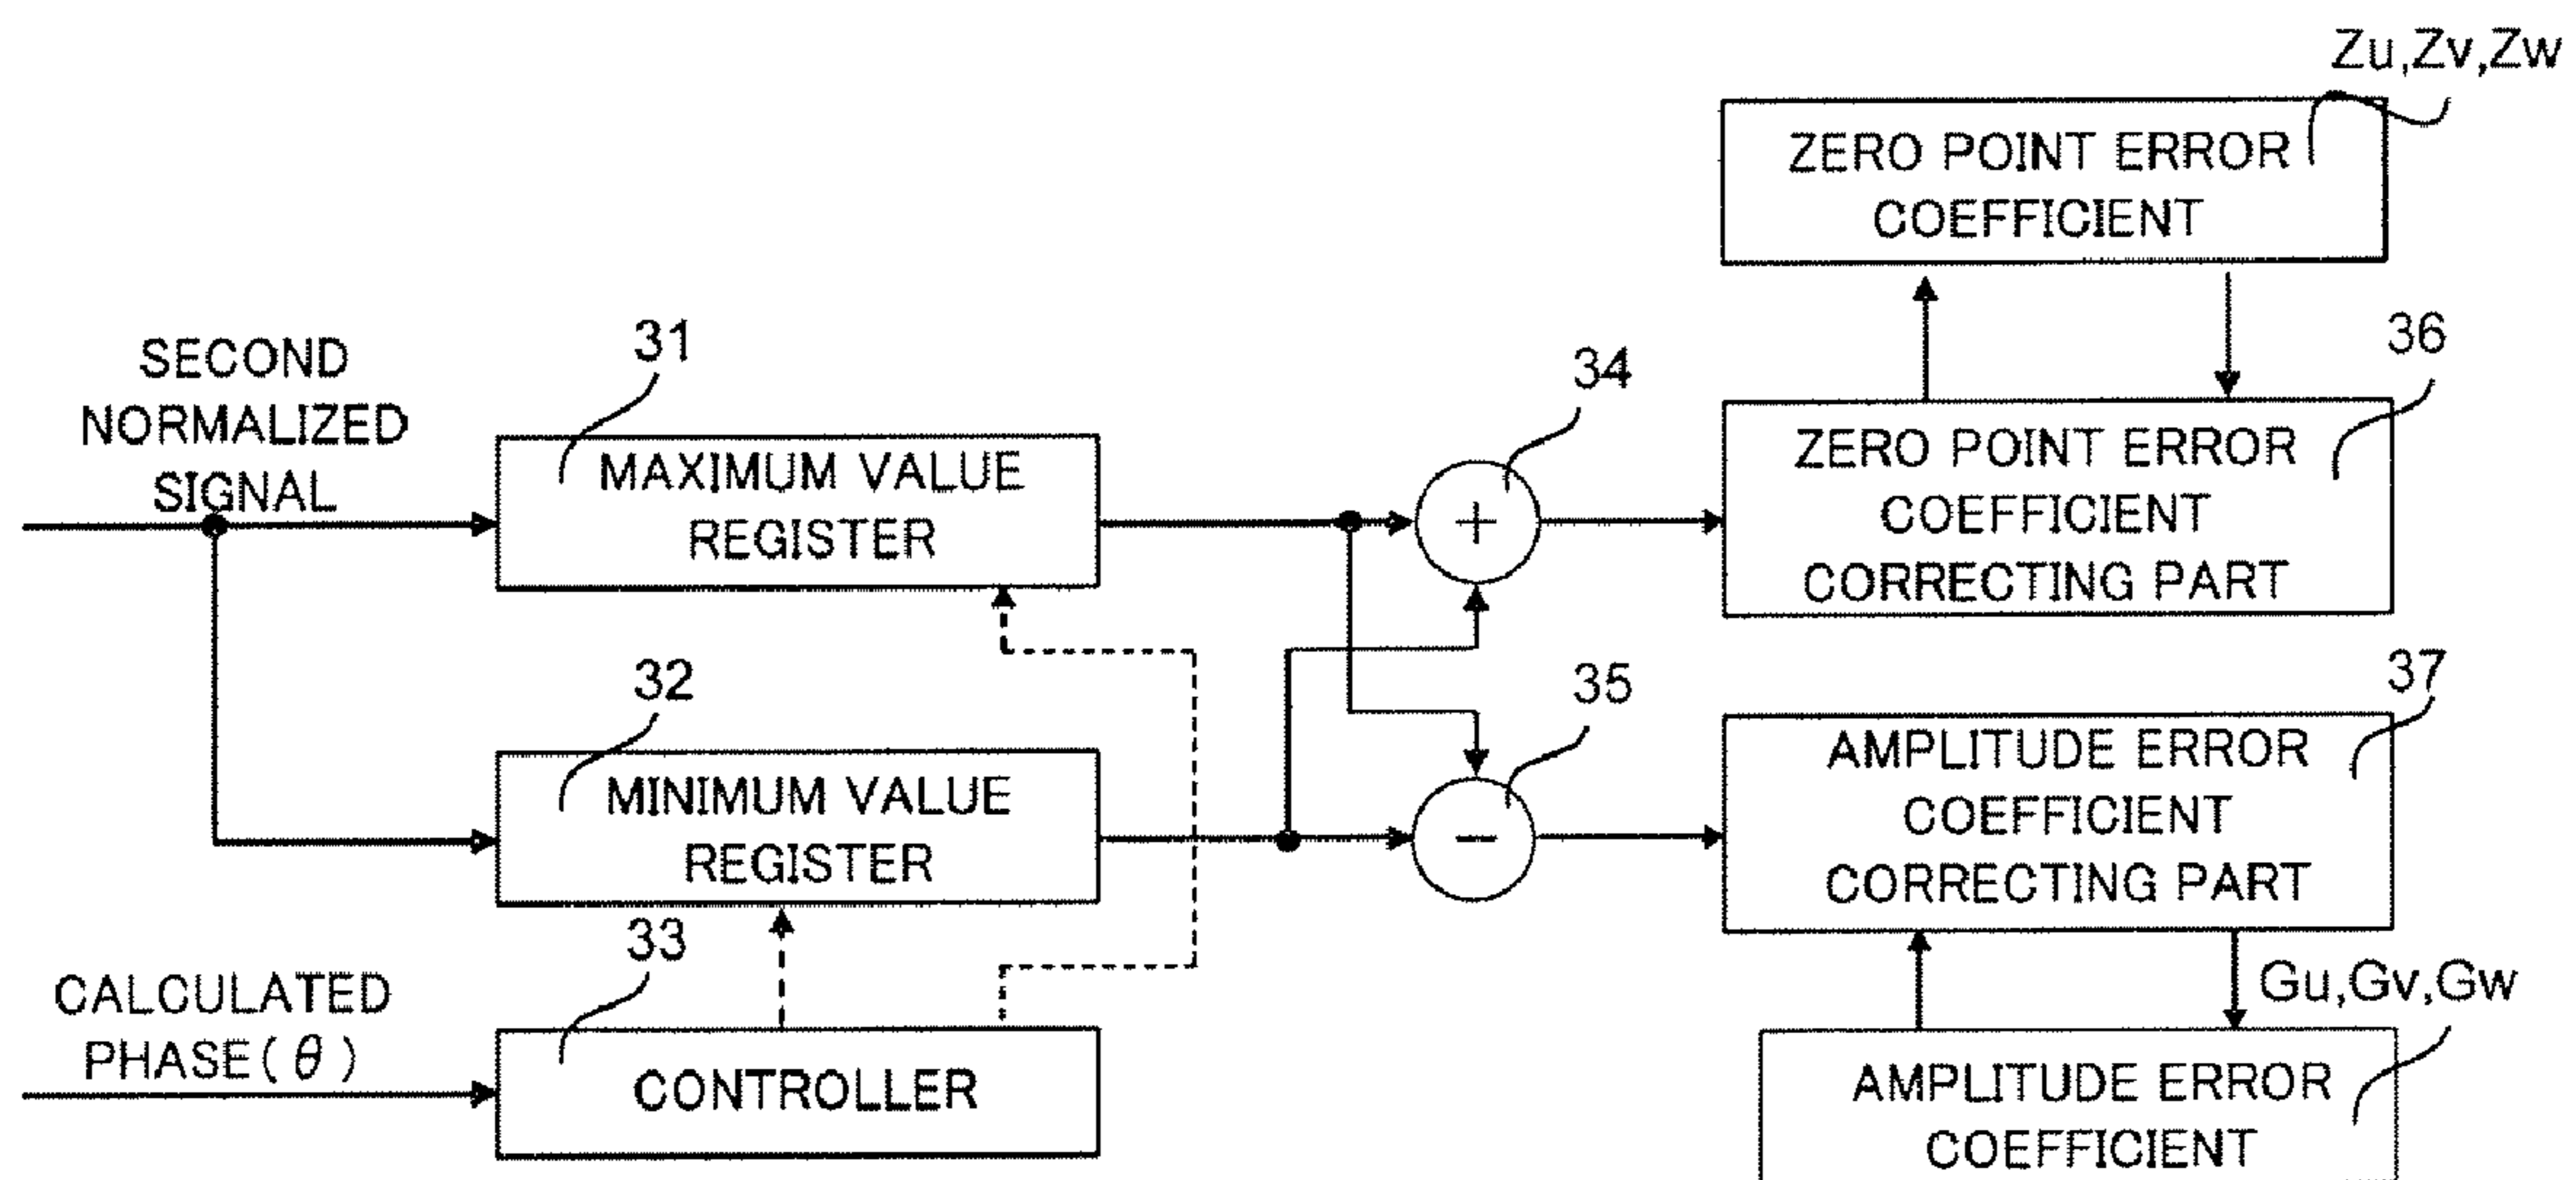 Zu,Zv,Zw
ZERO POINT ERROR
COEFFICIENT
36
ZERO POINT ERROR
COEFFICIENT
CORRECTING PART
SECOND
NORMALIZED
SIGNAL
31
MAXIMUM VALUE
REGISTER
34
+
32
MINIMUM VALUE
REGISTER
35
−
37
AMPLITUDE ERROR
COEFFICIENT
CORRECTING PART
CALCULATED
PHASE(θ)
33
CONTROLLER
Gu,Gv,Gw
AMPLITUDE ERROR
COEFFICIENT